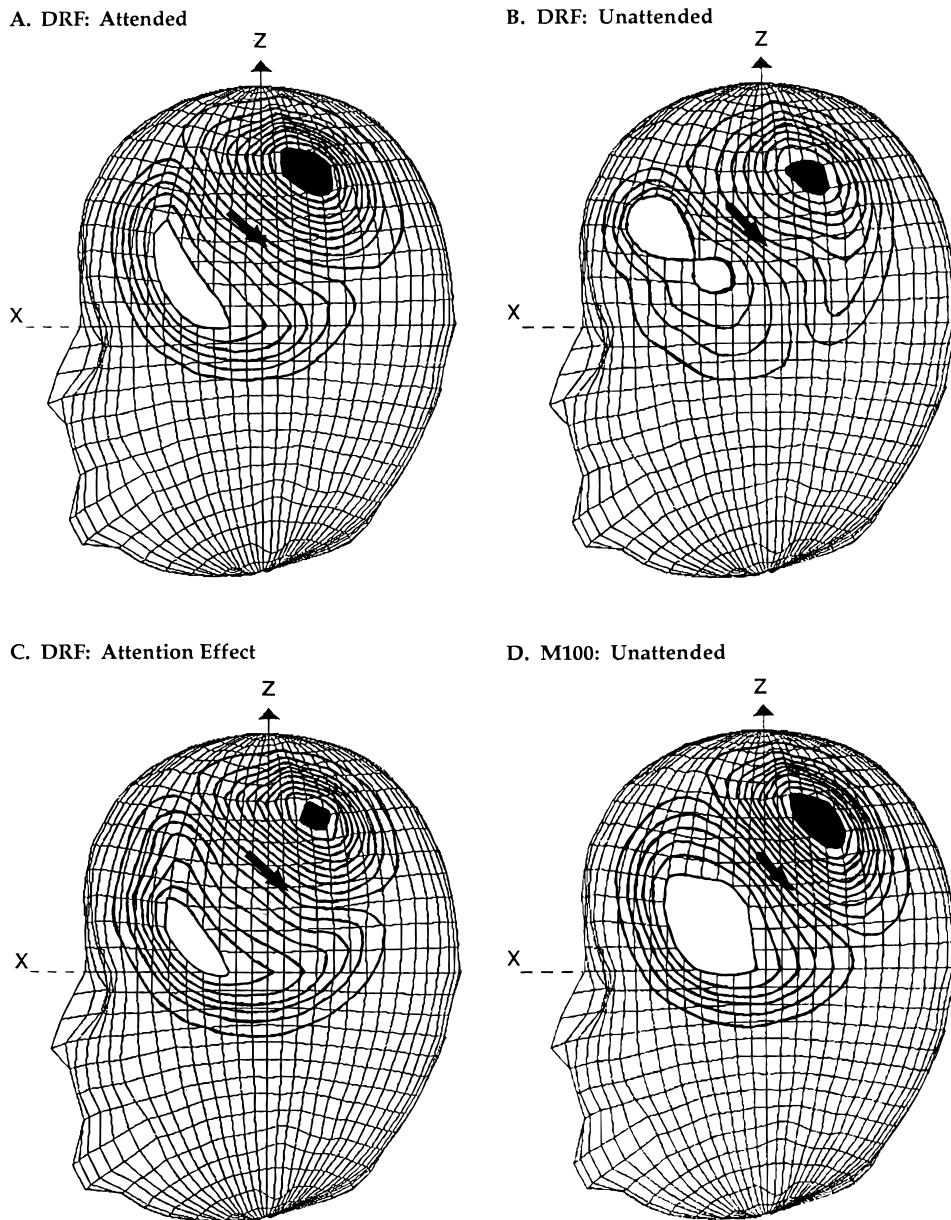 A. DRF: Attended
B. DRF: Unattended
Z
Z
X
X
C. DRF: Attention Effect
D. M100: Unattended
Z
Z
X
X